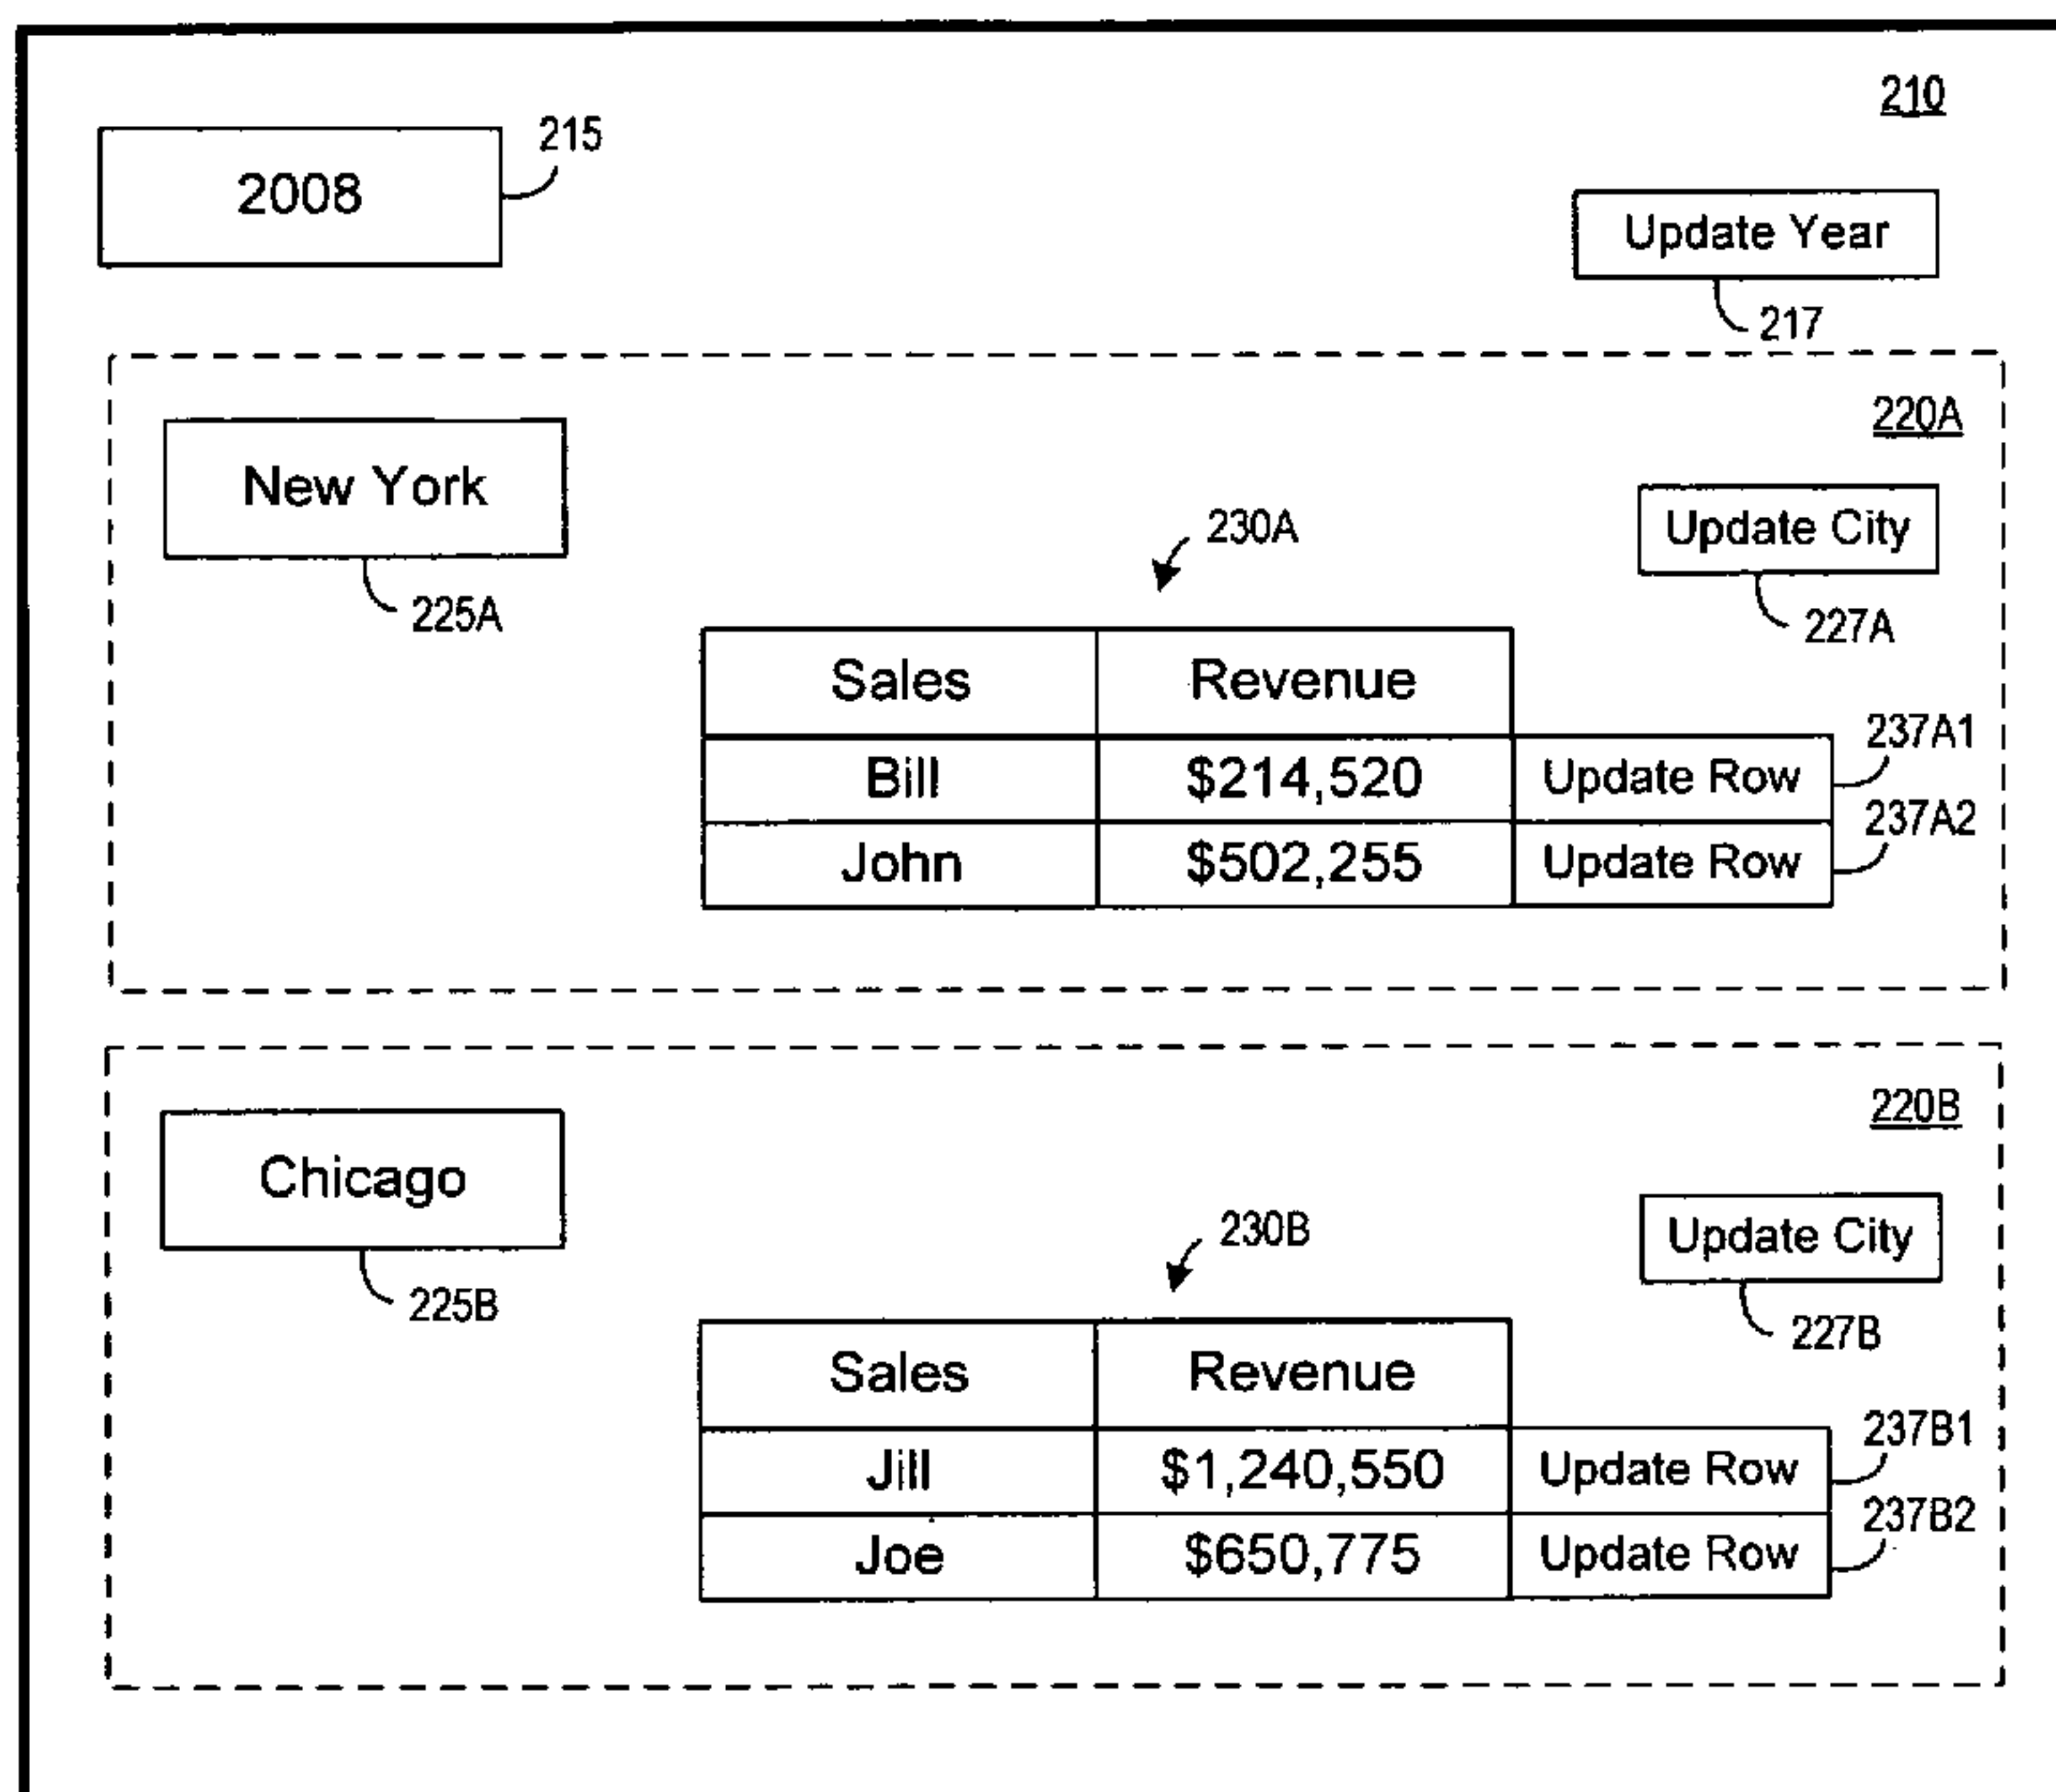 210
215
2008
Update Year
217
220A
New York
Update City
230A
225A
227A
Sales Revenue
237A1
Bill $214,520 Update Row
237A2
John $502,255 Update Row
220B
Chicago
Update City
230B
225B
227B
Sales Revenue
237B1
Jill $1,240,550 Update Row
237B2
Joe $650,775 Update Row